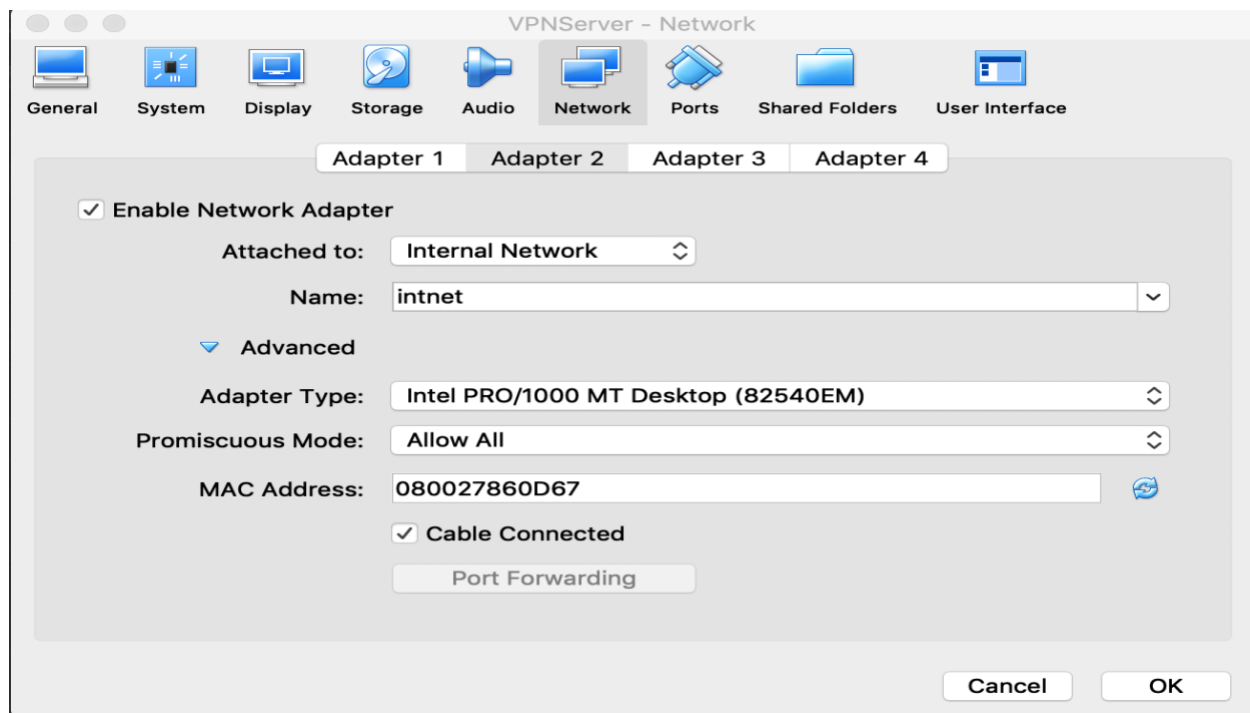 VPNServer - Network
General System Display Storage Audio Network Ports Shared Folders User Interface
Adapter 1 Adapter 2 Adapter 3 Adapter 4
Enable Network Adapter
Attached to: Internal Network
Name: intnet
Advanced
Adapter Type: Intel PRO/1000 MT Desktop (82540EM)
Promiscuous Mode: Allow All
MAC Address: 080027860D67
Cable Connected
Port Forwarding
Cancel OK